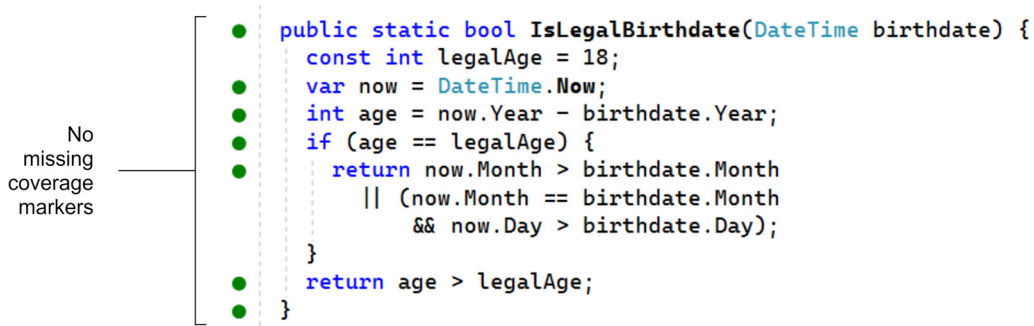 public static bool IsLegalBirthdate(DateTime birthdate) {
const int legalAge = 18;
var now = DateTime.Now;
int age = now.Year - birthdate.Year;
if (age == legalAge) {
return now.Month > birthdate.Month
|| (now.Month == birthdate.Month
&& now.Day > birthdate.Day);
}
return age > legalAge;
}
No
missing
coverage
markers